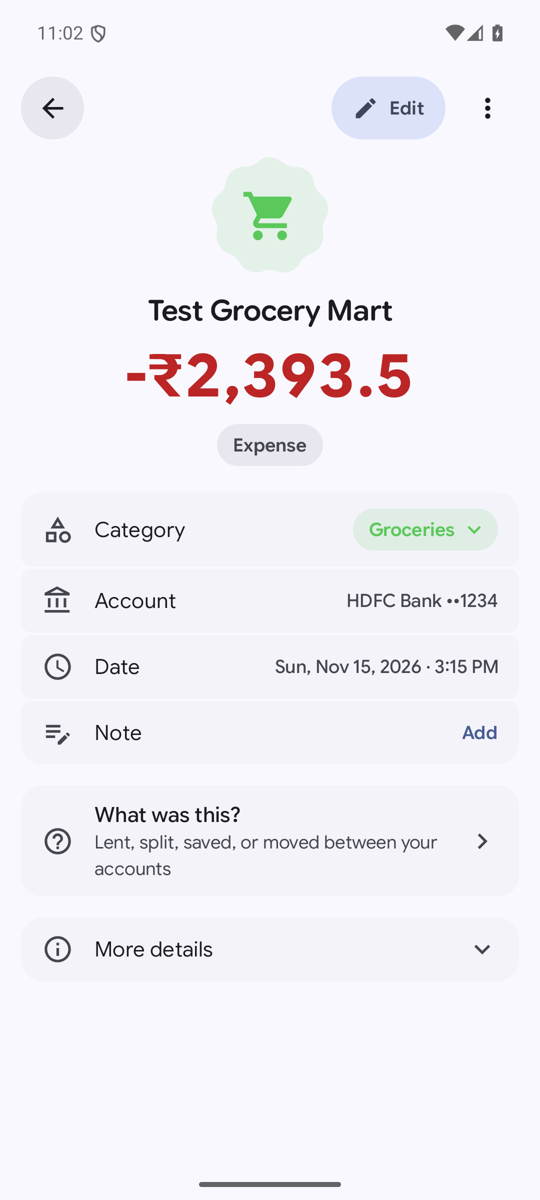 11:02
Edit
Test Grocery Mart
-₹2,393.5
Expense
Category
Groceries
Account
HDFC Bank ••1234
Date
Sun, Nov 15, 2026 · 3:15 PM
Note
Add
What was this?
Lent, split, saved, or moved between your
accounts
More details